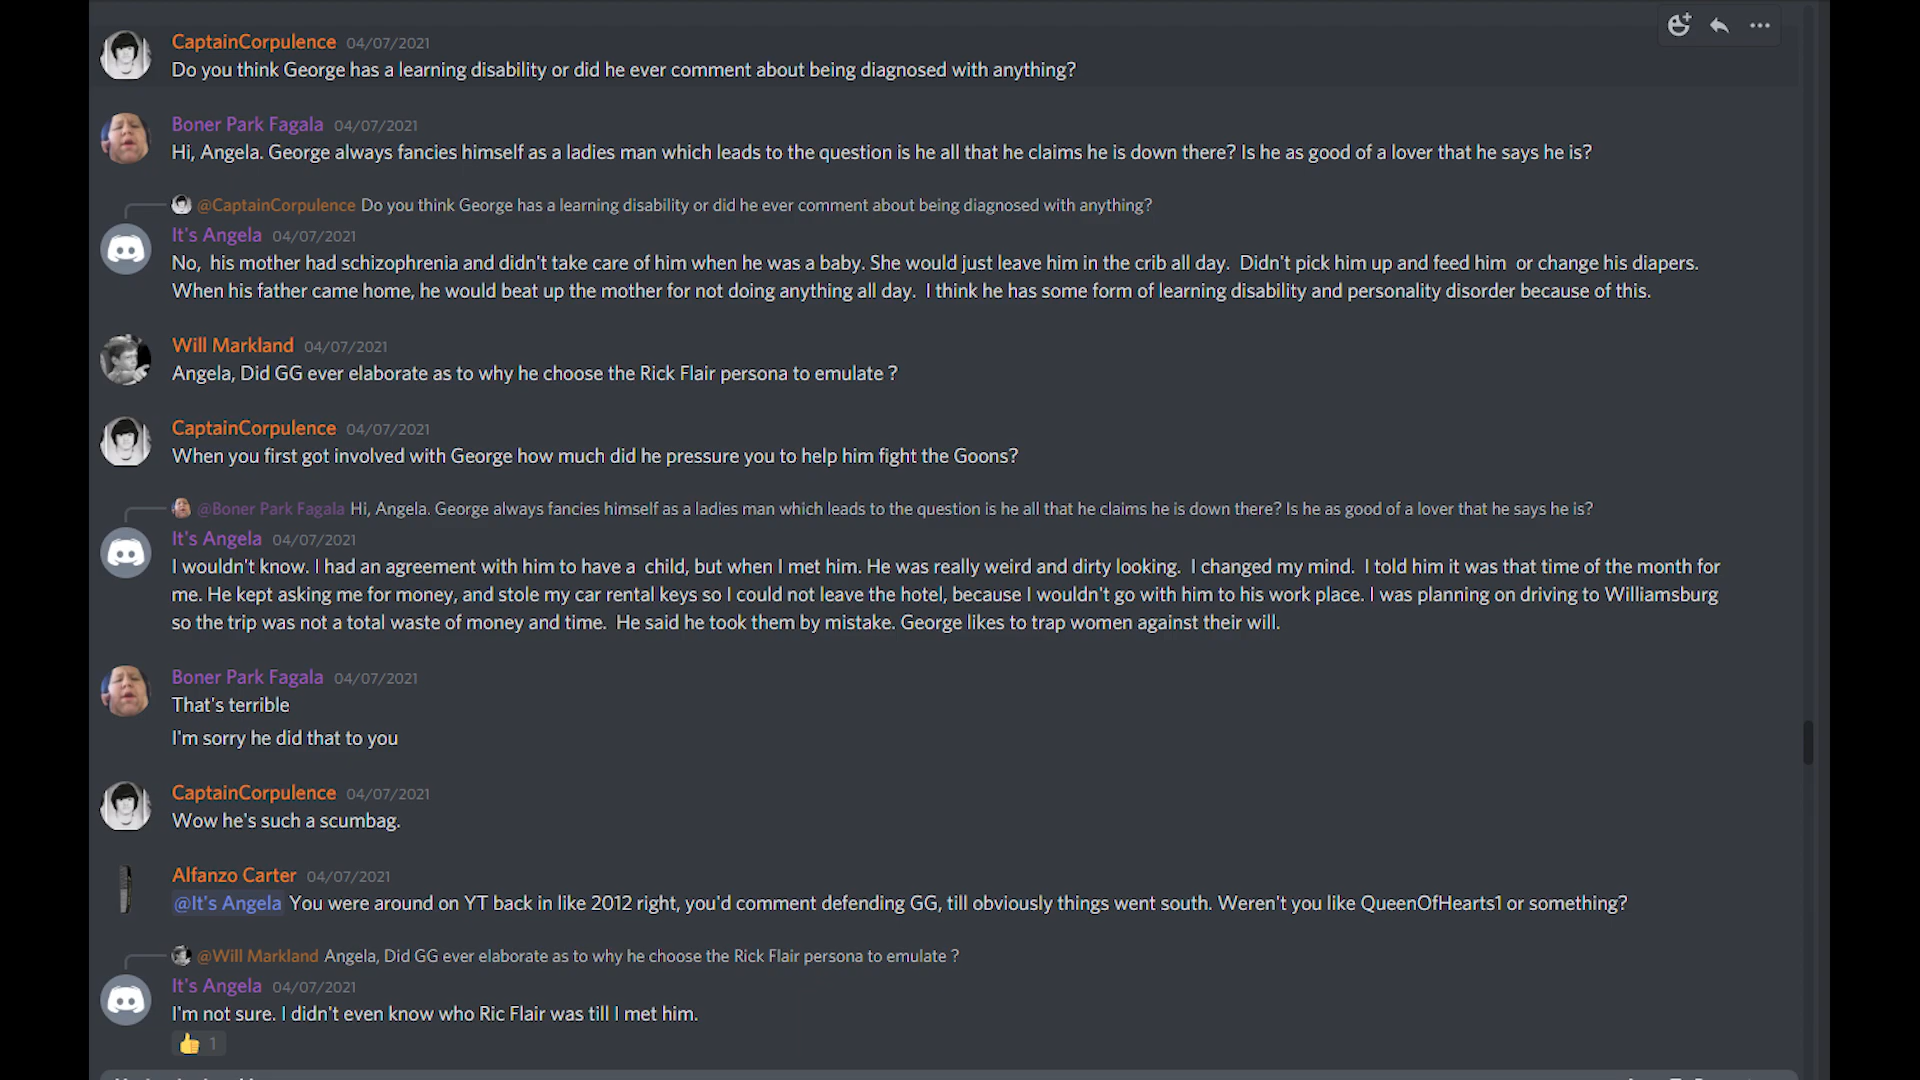 CaptainCorpulence 04/07/2021
Do you think George has a learning disability or did he ever comment about being diagnosed with anything?
Boner Park Fagala 04/07/2021
Hi, Angela. George always fancies himself as a ladies man which leads to the question is he all that he claims he is down there? Is he as good of a lover that he says he is?
@CaptainCorpulence Do you think George has a learning disability or did he ever comment about being diagnosed with anything?
It's Angela 04/07/2021
No, his mother had schizophrenia and didn't take care of him when he was a baby. She would just leave him in the crib all day. Didn't pick him up and feed him or change his diapers.
When his father came home, he would beat up the mother for not doing anything all day. I think he has some form of learning disability and personality disorder because of this.
Will Markland 04/07/2021
Angela, Did GG ever elaborate as to why he choose the Rick Flair persona to emulate ?
CaptainCorpulence 04/07/2021
When you first got involved with George how much did he pressure you to help him fight the Goons?
@Boner Park Fagala Hi, Angela. George always fancies himself as a ladies man which leads to the question is he all that he claims he is down there? Is he as good of a lover that he says he is?
It's Angela 04/07/2021
I wouldn't know. I had an agreement with him to have a child, but when I met him. He was really weird and dirty looking. I changed my mind. I told him it was that time of the month for
me. He kept asking me for money, and stole my car rental keys so I could not leave the hotel, because I wouldn't go with him to his work place. I was planning on driving to Williamsburg
so the trip was not a total waste of money and time. He said he took them by mistake. George likes to trap women against their will.
Boner Park Fagala 04/07/2021
That's terrible
I'm sorry he did that to you
CaptainCorpulence 04/07/2021
Wow he's such a scumbag.
Alfanzo Carter 04/07/2021
@It's Angela You were around on YT back in like 2012 right, you'd comment defending GG, till obviously things went south. Weren't you like QueenOfHearts1 or something?
@Will Markland Angela, Did GG ever elaborate as to why he choose the Rick Flair persona to emulate ?
It's Angela 04/07/2021
I'm not sure. I didn't even know who Ric Flair was till I met him.
👍 1